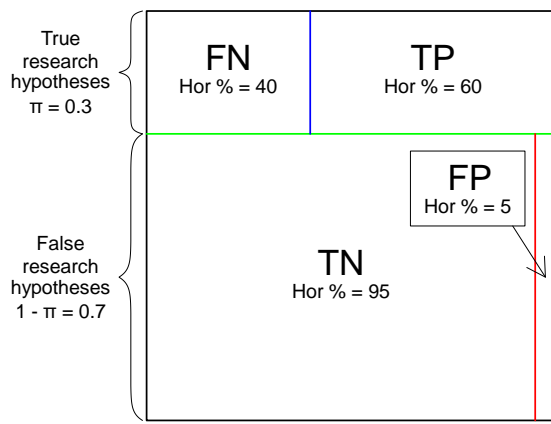 True
research
hypotheses
π = 0.3
FN
Hor % = 40
TP
Hor % = 60
FP
Hor % = 5
False
research
hypotheses
1 - π = 0.7
TN
Hor % = 95